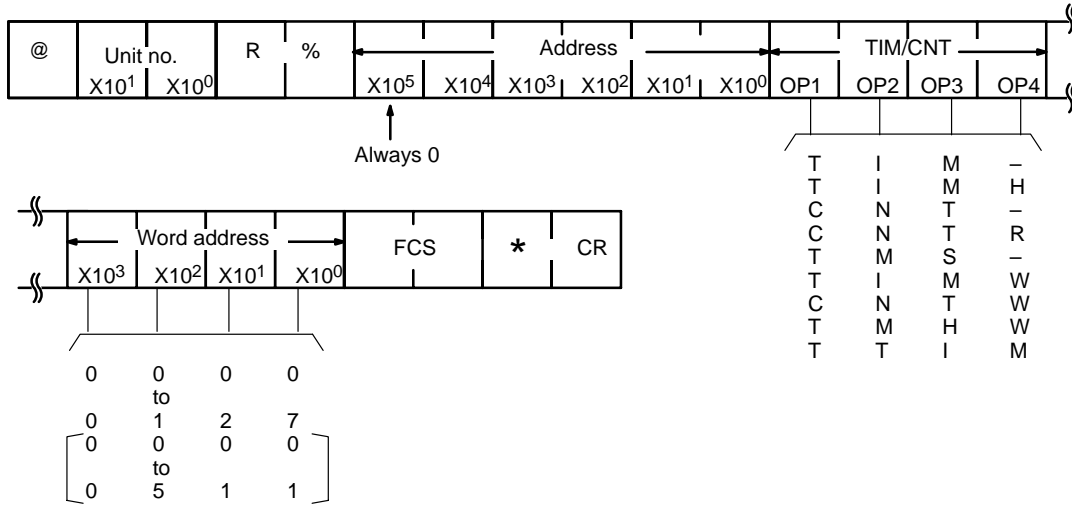 @ Unit no. R % Address TIM/CNT
X10¹ X10⁰ X10⁵ X10⁴ X10³ X10² X10¹ X10⁰ OP1 OP2 OP3 OP4
Always 0
T I M –
T I M H
C N T –
C N T R
T M S –
T I M W
C N T W
T M H W
T T I M
Word address FCS * CR
X10³ X10² X10¹ X10⁰
0 0 0 0
to
0 1 2 7
0 0 0 0
to
0 5 1 1